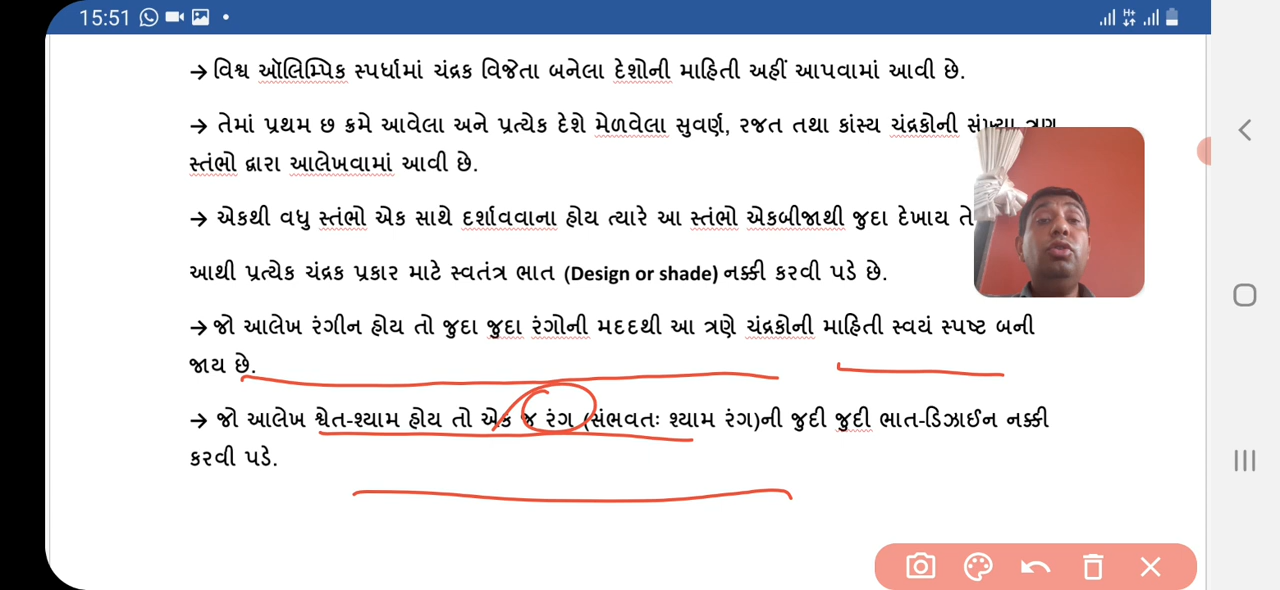 15:51
→ વિશ્વ ઑલિમ્પિક સ્પર્ધામાં ચંદ્રક વિજેતા બનેલા દેશોની માહિતી અહીં આપવામાં આવી છે.
→ તેમાં પ્રથમ છ ક્રમે આવેલા અને પ્રત્યેક દેશે મેળવેલા સુવર્ણ, રજત તથા કાંસ્ય ચંદ્રકોની સંખ્યા ત્રણ
સ્તંભો દ્વારા આલેખવામાં આવી છે.
→ એકથી વધુ સ્તંભો એક સાથે દર્શાવવાના હોય ત્યારે આ સ્તંભો એકબીજાથી જુદા દેખાય તે
આથી પ્રત્યેક ચંદ્રક પ્રકાર માટે સ્વતંત્ર ભાત (Design or shade) નક્કી કરવી પડે છે.
→ જો આલેખ રંગીન હોય તો જુદા જુદા રંગોની મદદથી આ ત્રણે ચંદ્રકોની માહિતી સ્વયં સ્પષ્ટ બની
જાય છે.
→ જો આલેખ શ્વેત-શ્યામ હોય તો એક જ રંગ (સંભવતઃ શ્યામ રંગ)ની જુદી જુદી ભાત-ડિઝાઈન નક્કી
કરવી પડે.